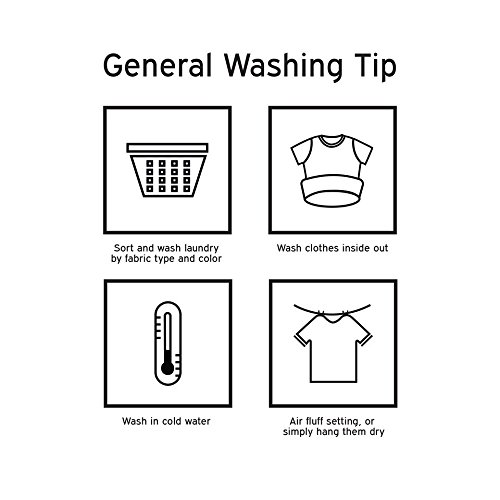 General Washing Tip
Sort and wash laundry
by fabric type and color
Wash clothes inside out
Wash in cold water
Air fluff setting, or
simply hang them dry